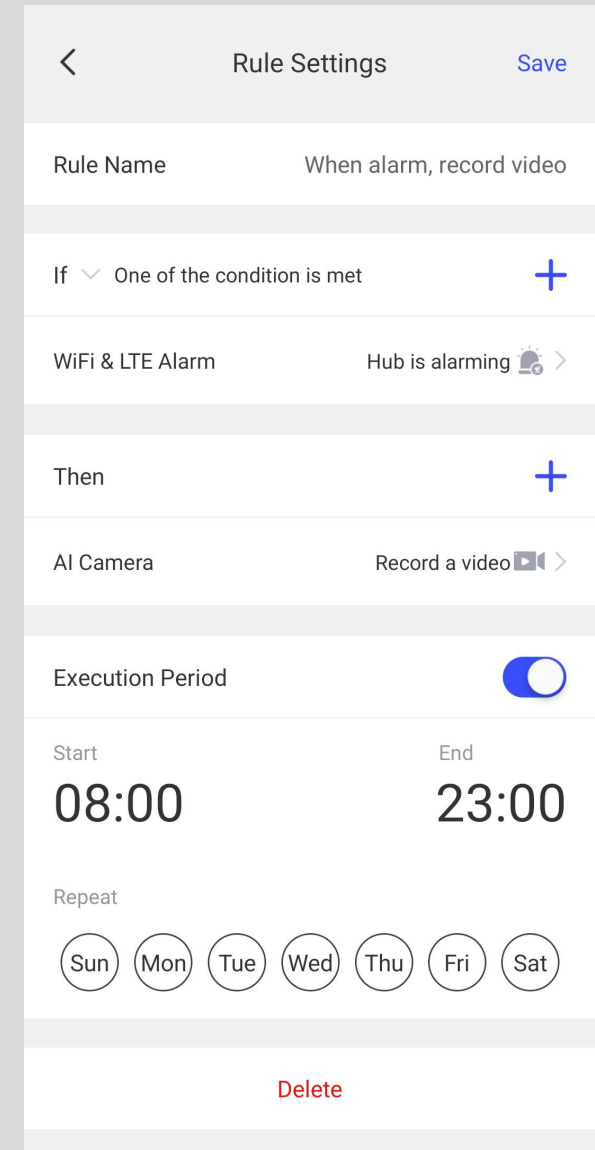 Rule Settings Save
Rule Name When alarm, record video
If One of the condition is met
WiFi & LTE Alarm Hub is alarming
Then
AI Camera Record a video
Execution Period
Start End
08:00 23:00
Repeat
Sun Mon Tue Wed Thu Fri Sat
Delete